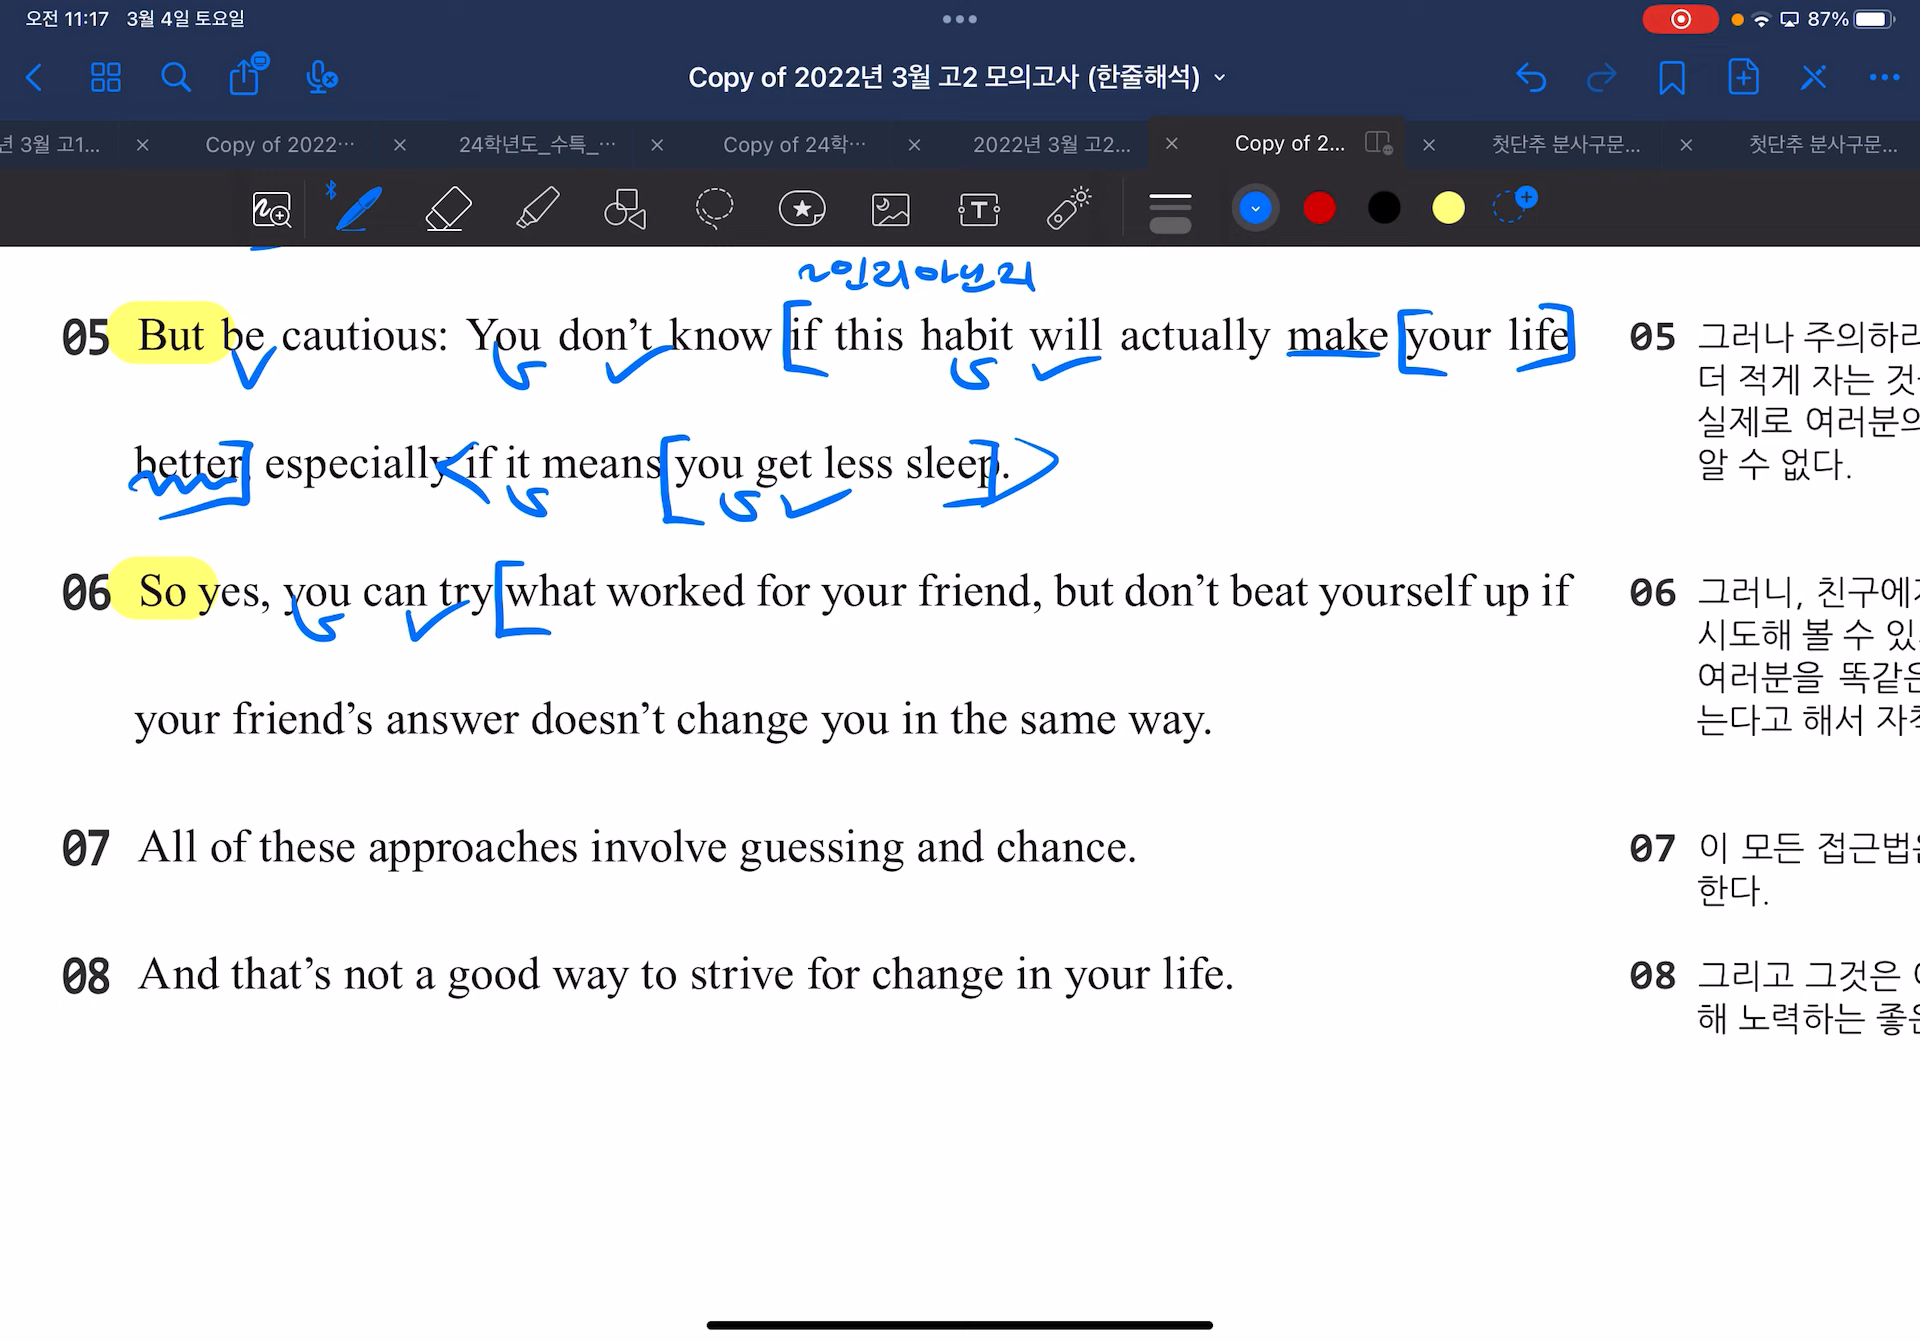 오전 11:17 3월 4일 토요일
87%
Copy of 2022년 3월 고2 모의고사 (한줄해석)
년 3월 고1...
Copy of 2022...
24학년도_수특_...
Copy of 24학...
2022년 3월 고2...
Copy of 2...
첫단추 분사구문...
첫단추 분사구문...
~인지아닌지
05 But be cautious: You don't know if this habit will actually make your life
better, especially if it means you get less sleep.
06 So yes, you can try what worked for your friend, but don't beat yourself up if
your friend's answer doesn't change you in the same way.
07 All of these approaches involve guessing and chance.
08 And that's not a good way to strive for change in your life.
05 그러나 주의하라
더 적게 자는 것
실제로 여러분의
알 수 없다.
06 그러니, 친구에게
시도해 볼 수 있
여러분을 똑같은
는다고 해서 자책
07 이 모든 접근법은
한다.
08 그리고 그것은
해 노력하는 좋은